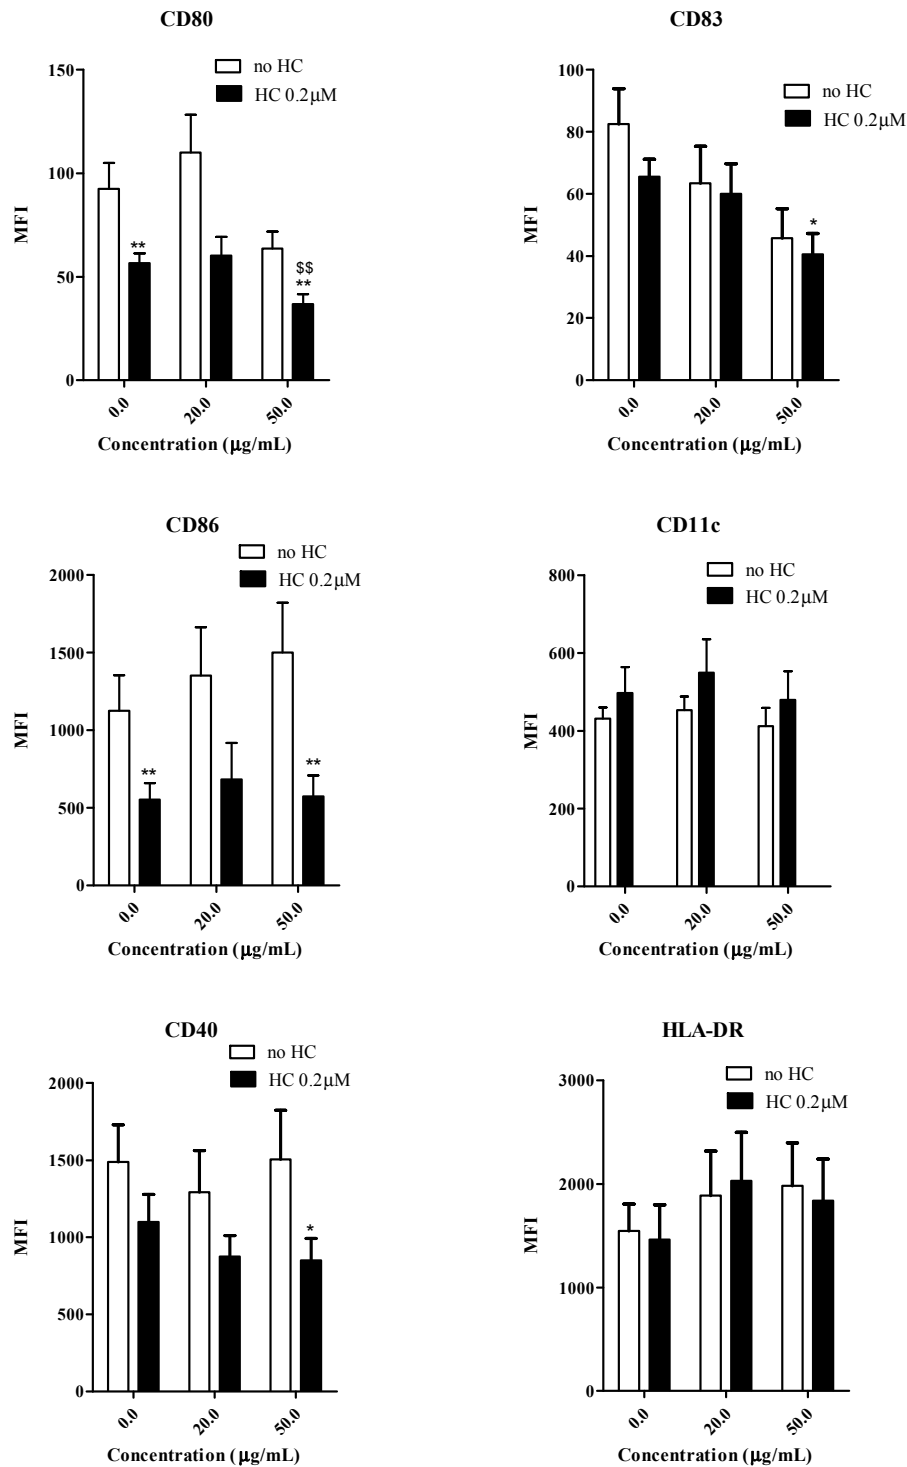 CD80
no HC
HC 0.2μM
MFI
150
100
50
0
**
$$
**
0.0
20.0
50.0
Concentration (μg/mL)
CD83
no HC
HC 0.2μM
MFI
100
80
60
40
20
0
*
0.0
20.0
50.0
Concentration (μg/mL)
CD86
no HC
HC 0.2μM
MFI
2000
1500
1000
500
0
**
**
0.0
20.0
50.0
Concentration (μg/mL)
CD11c
no HC
HC 0.2μM
MFI
800
600
400
200
0
0.0
20.0
50.0
Concentration (μg/mL)
CD40
no HC
HC 0.2μM
MFI
2000
1500
1000
500
0
*
0.0
20.0
50.0
Concentration (μg/mL)
HLA-DR
no HC
HC 0.2μM
MFI
3000
2000
1000
0
0.0
20.0
50.0
Concentration (μg/mL)